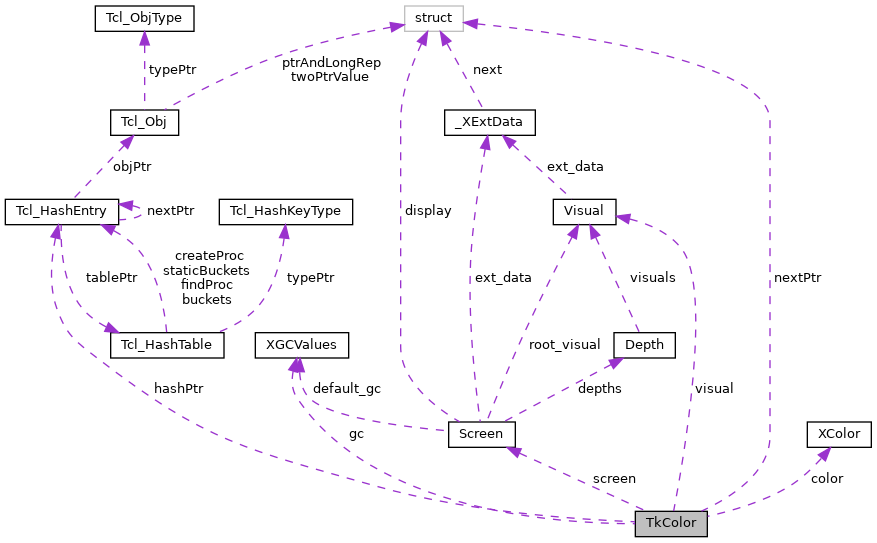 Tcl_ObjType
struct
typePtr
ptrAndLongRep
twoPtrValue
next
Tcl_Obj
_XExtData
objPtr
ext_data
Tcl_HashEntry
nextPtr
Tcl_HashKeyType
display
Visual
createProc
staticBuckets
findProc
buckets
tablePtr
typePtr
ext_data
visuals
nextPtr
Tcl_HashTable
XGCValues
root_visual
Depth
hashPtr
default_gc
depths
visual
gc
Screen
XColor
screen
color
TkColor